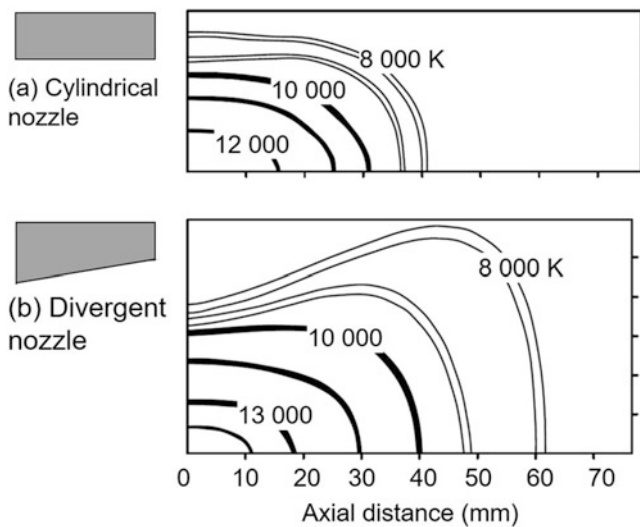 8 000 K
(a) Cylindrical
nozzle
10 000
12 000
(b) Divergent
nozzle
8 000 K
10 000
13 000
0 10 20 30 40 50 60 70
Axial distance (mm)